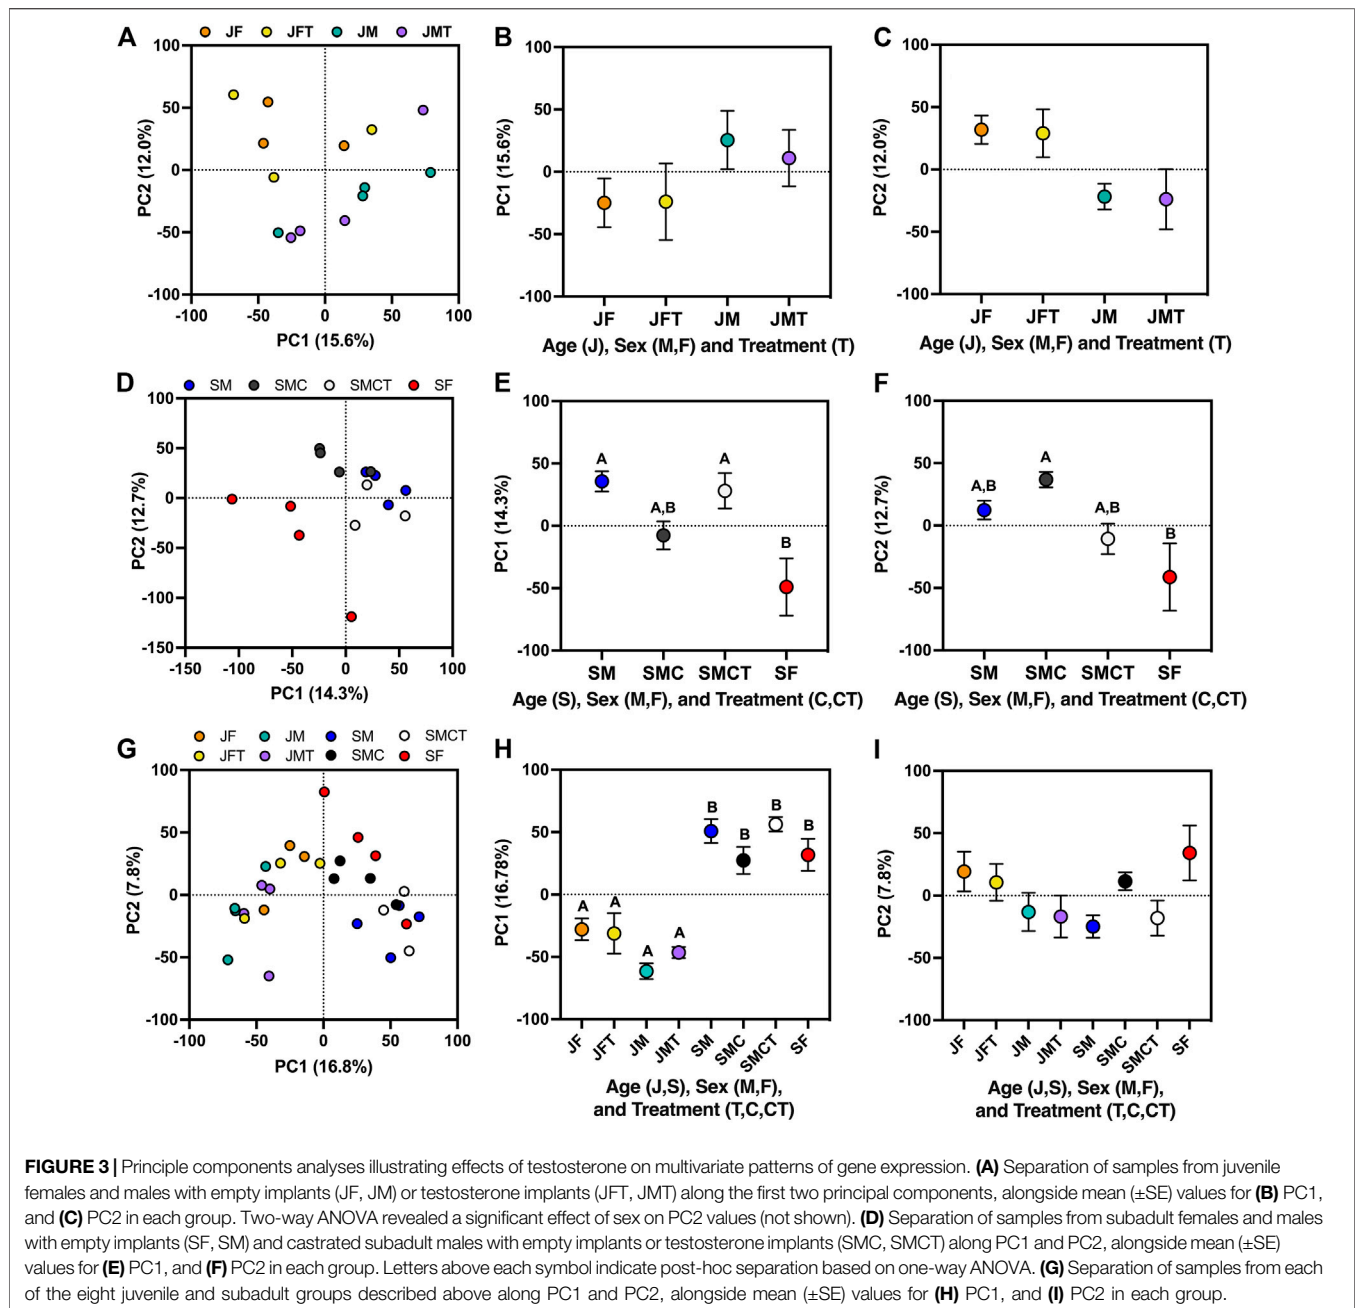 A
JF JFT JM JMT
100
50
0
-50
-100
PC2 (12.0%)
-100 -50 0 50 100
PC1 (15.6%)
B
100
50
0
-50
-100
PC1 (15.6%)
JF JFT JM JMT
Age (J), Sex (M,F) and Treatment (T)
C
100
50
0
-50
-100
PC2 (12.0%)
JF JFT JM JMT
Age (J), Sex (M,F) and Treatment (T)
D
SM SMC SMCT SF
100
50
0
-50
-100
-150
PC2 (12.7%)
-150 -100 -50 0 50 100
PC1 (14.3%)
E
100
50
0
-50
-100
PC1 (14.3%)
A
A,B
A
B
SM SMC SMCT SF
Age (S), Sex (M,F), and Treatment (C,CT)
F
100
50
0
-50
-100
PC2 (12.7%)
A,B
A
A,B
B
SM SMC SMCT SF
Age (S), Sex (M,F), and Treatment (C,CT)
G
JF JM SM SMCT
JFT JMT SMC SF
100
50
0
-50
-100
PC2 (7.8%)
-100 -50 0 50 100
PC1 (16.8%)
H
100
50
0
-50
-100
PC1 (16.78%)
A
A
A
A
B
B
B
B
JF JFT JM JMT SM SMC SMCT SF
Age (J,S), Sex (M,F),
and Treatment (T,C,CT)
I
100
50
0
-50
-100
PC2 (7.8%)
JF JFT JM JMT SM SMC SMCT SF
Age (J,S), Sex (M,F),
and Treatment (T,C,CT)
FIGURE 3 | Principle components analyses illustrating effects of testosterone on multivariate patterns of gene expression. (A) Separation of samples from juvenile
females and males with empty implants (JF, JM) or testosterone implants (JFT, JMT) along the first two principal components, alongside mean (±SE) values for (B) PC1,
and (C) PC2 in each group. Two-way ANOVA revealed a significant effect of sex on PC2 values (not shown). (D) Separation of samples from subadult females and males
with empty implants (SF, SM) and castrated subadult males with empty implants or testosterone implants (SMC, SMCT) along PC1 and PC2, alongside mean (±SE)
values for (E) PC1, and (F) PC2 in each group. Letters above each symbol indicate post-hoc separation based on one-way ANOVA. (G) Separation of samples from each
of the eight juvenile and subadult groups described above along PC1 and PC2, alongside mean (±SE) values for (H) PC1, and (I) PC2 in each group.